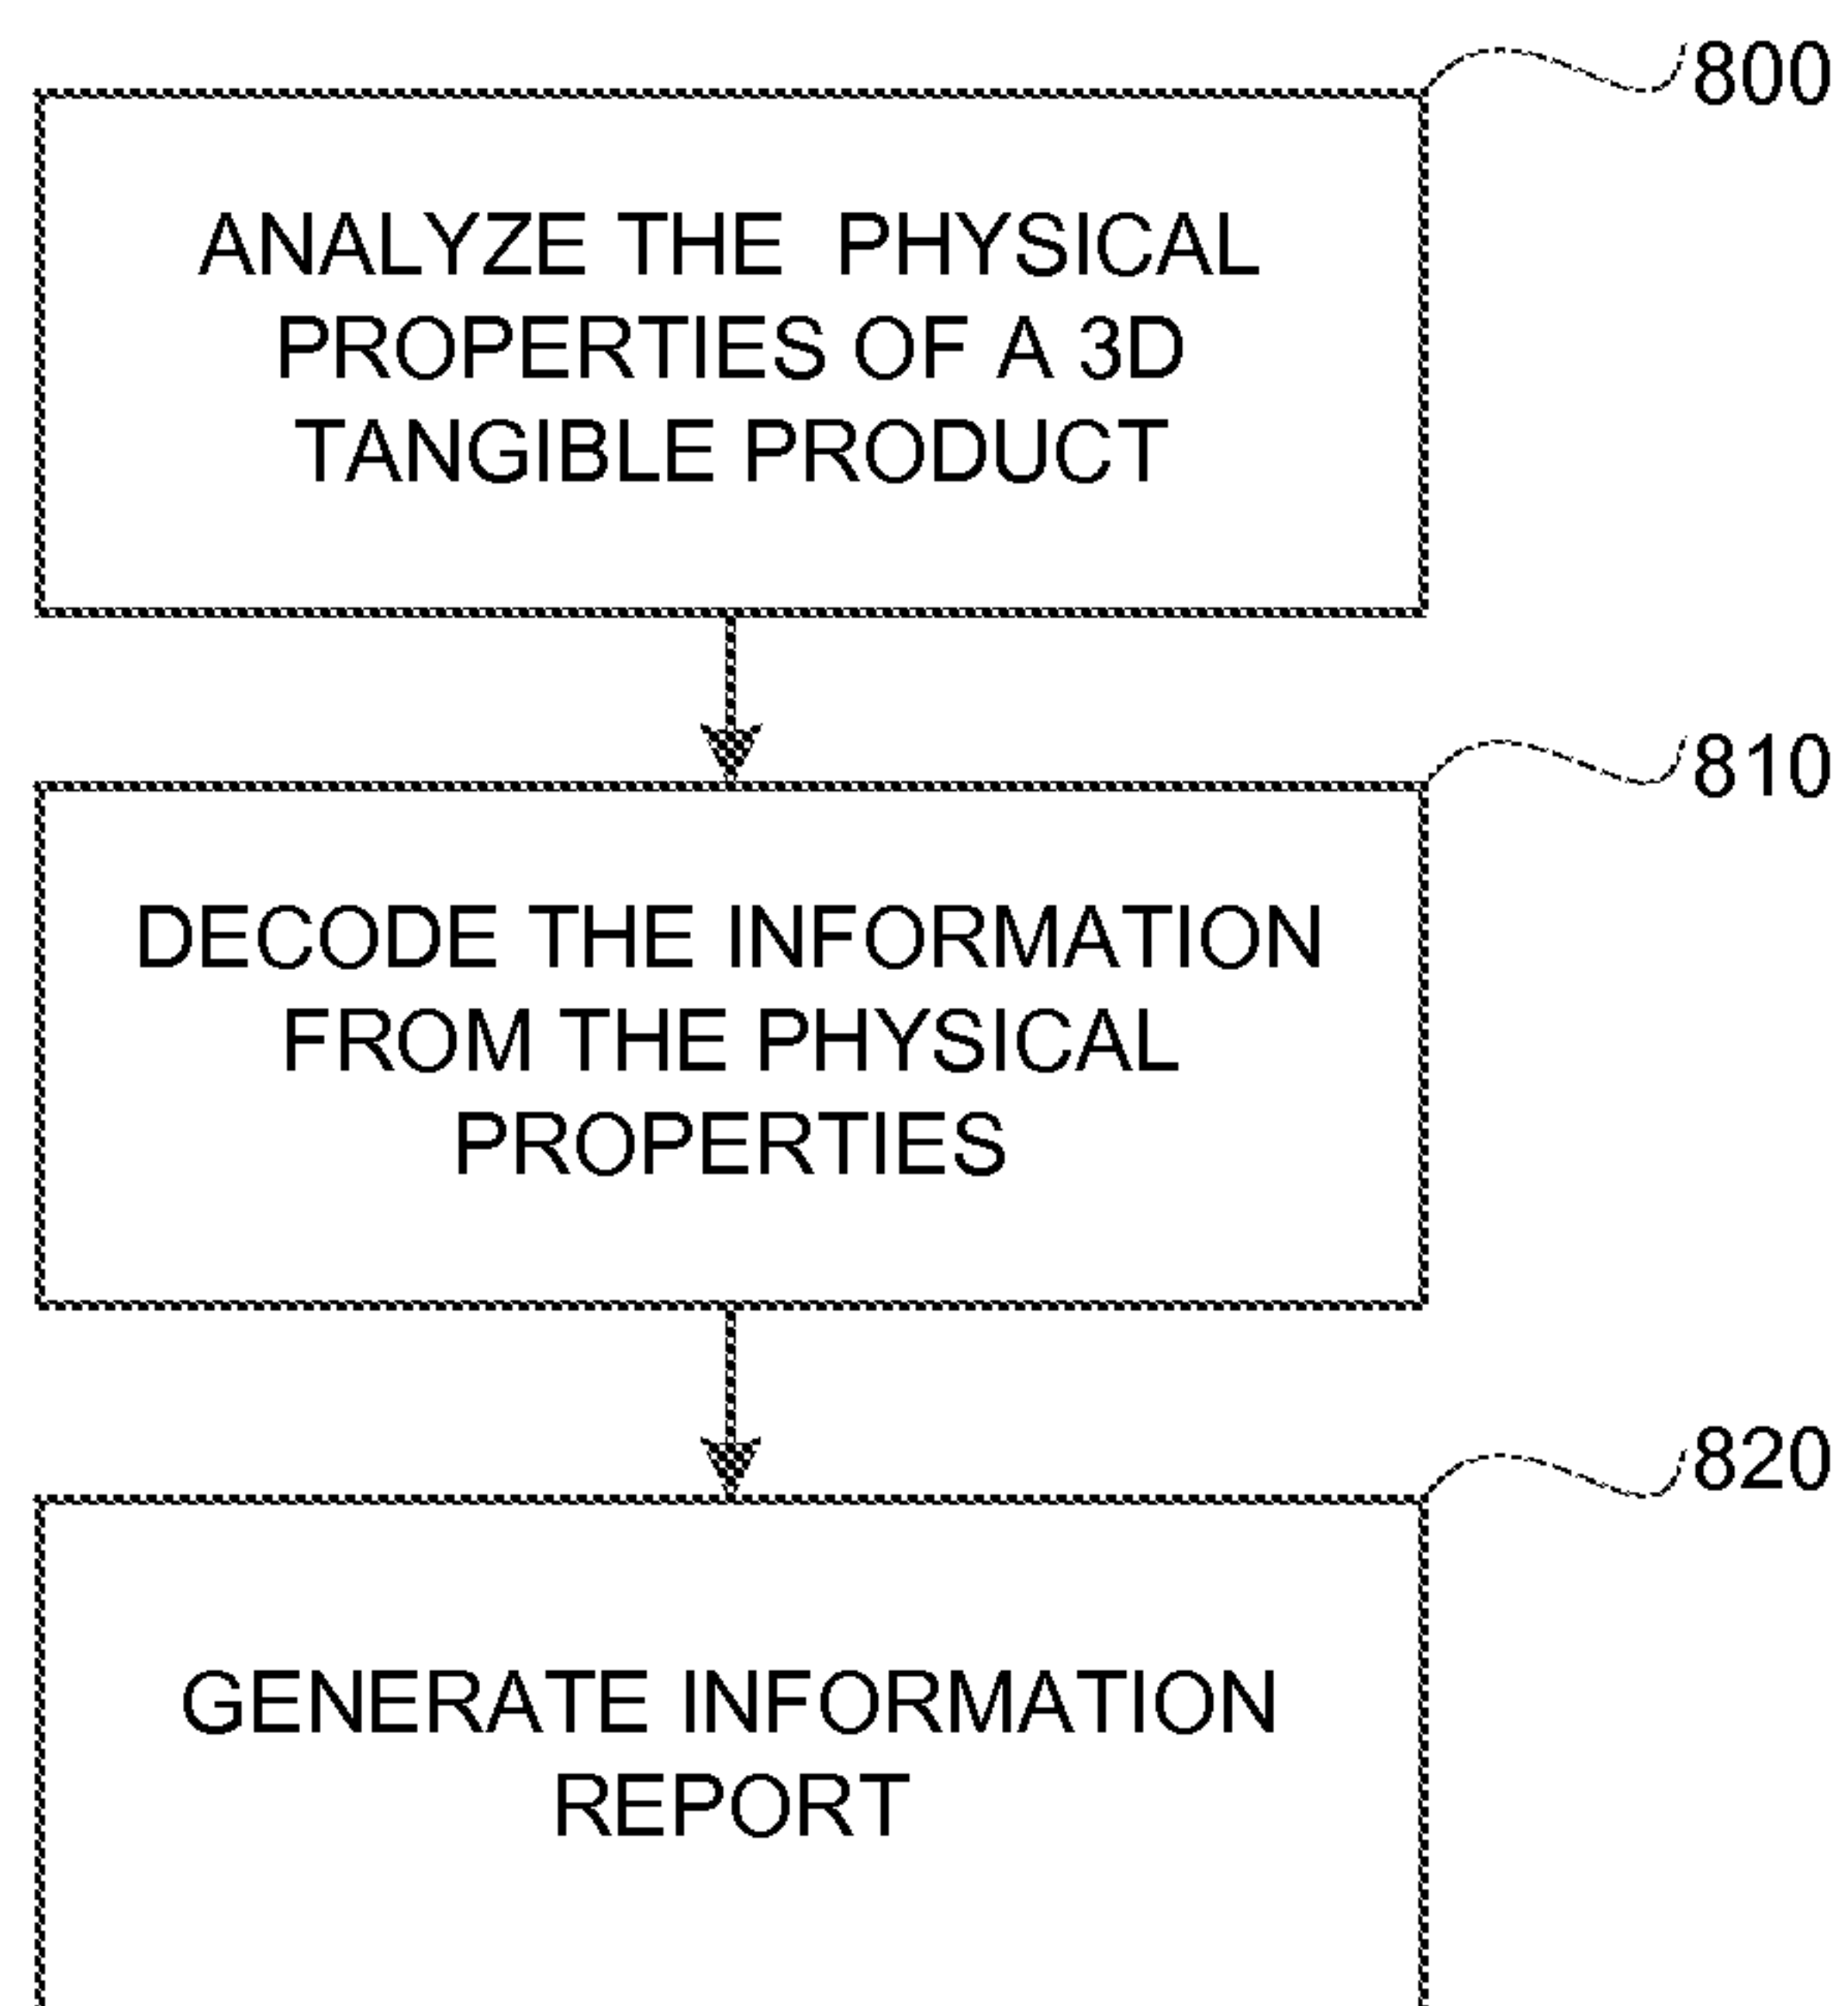 800
ANALYZE THE PHYSICAL
PROPERTIES OF A 3D
TANGIBLE PRODUCT
810
DECODE THE INFORMATION
FROM THE PHYSICAL
PROPERTIES
820
GENERATE INFORMATION
REPORT